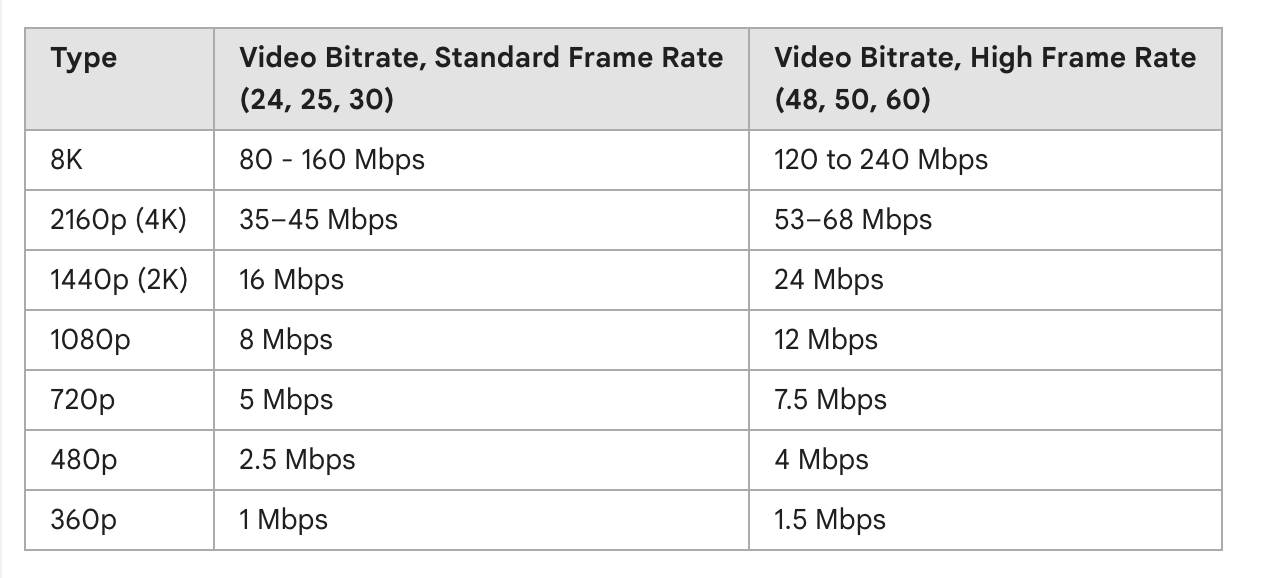 Type
Video Bitrate, Standard Frame Rate
(24, 25, 30)
Video Bitrate, High Frame Rate
(48, 50, 60)
8K
80 - 160 Mbps
120 to 240 Mbps
2160p (4K)
35–45 Mbps
53–68 Mbps
1440p (2K)
16 Mbps
24 Mbps
1080p
8 Mbps
12 Mbps
720p
5 Mbps
7.5 Mbps
480p
2.5 Mbps
4 Mbps
360p
1 Mbps
1.5 Mbps